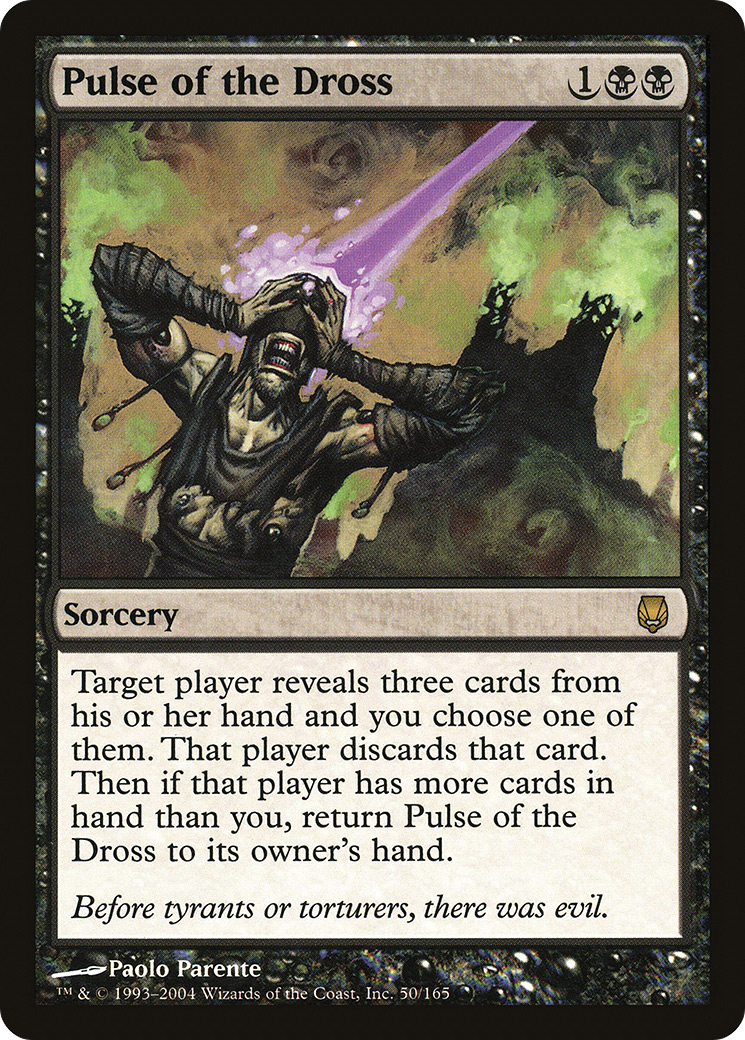 Pulse of the Dross 1
Sorcery
Target player reveals three cards from
his or her hand and you choose one of
them. That player discards that card.
Then if that player has more cards in
hand than you, return Pulse of the
Dross to its owner's hand.
Before tyrants or torturers, there was evil.
Paolo Parente
™ & © 1993–2004 Wizards of the Coast, Inc. 50/165